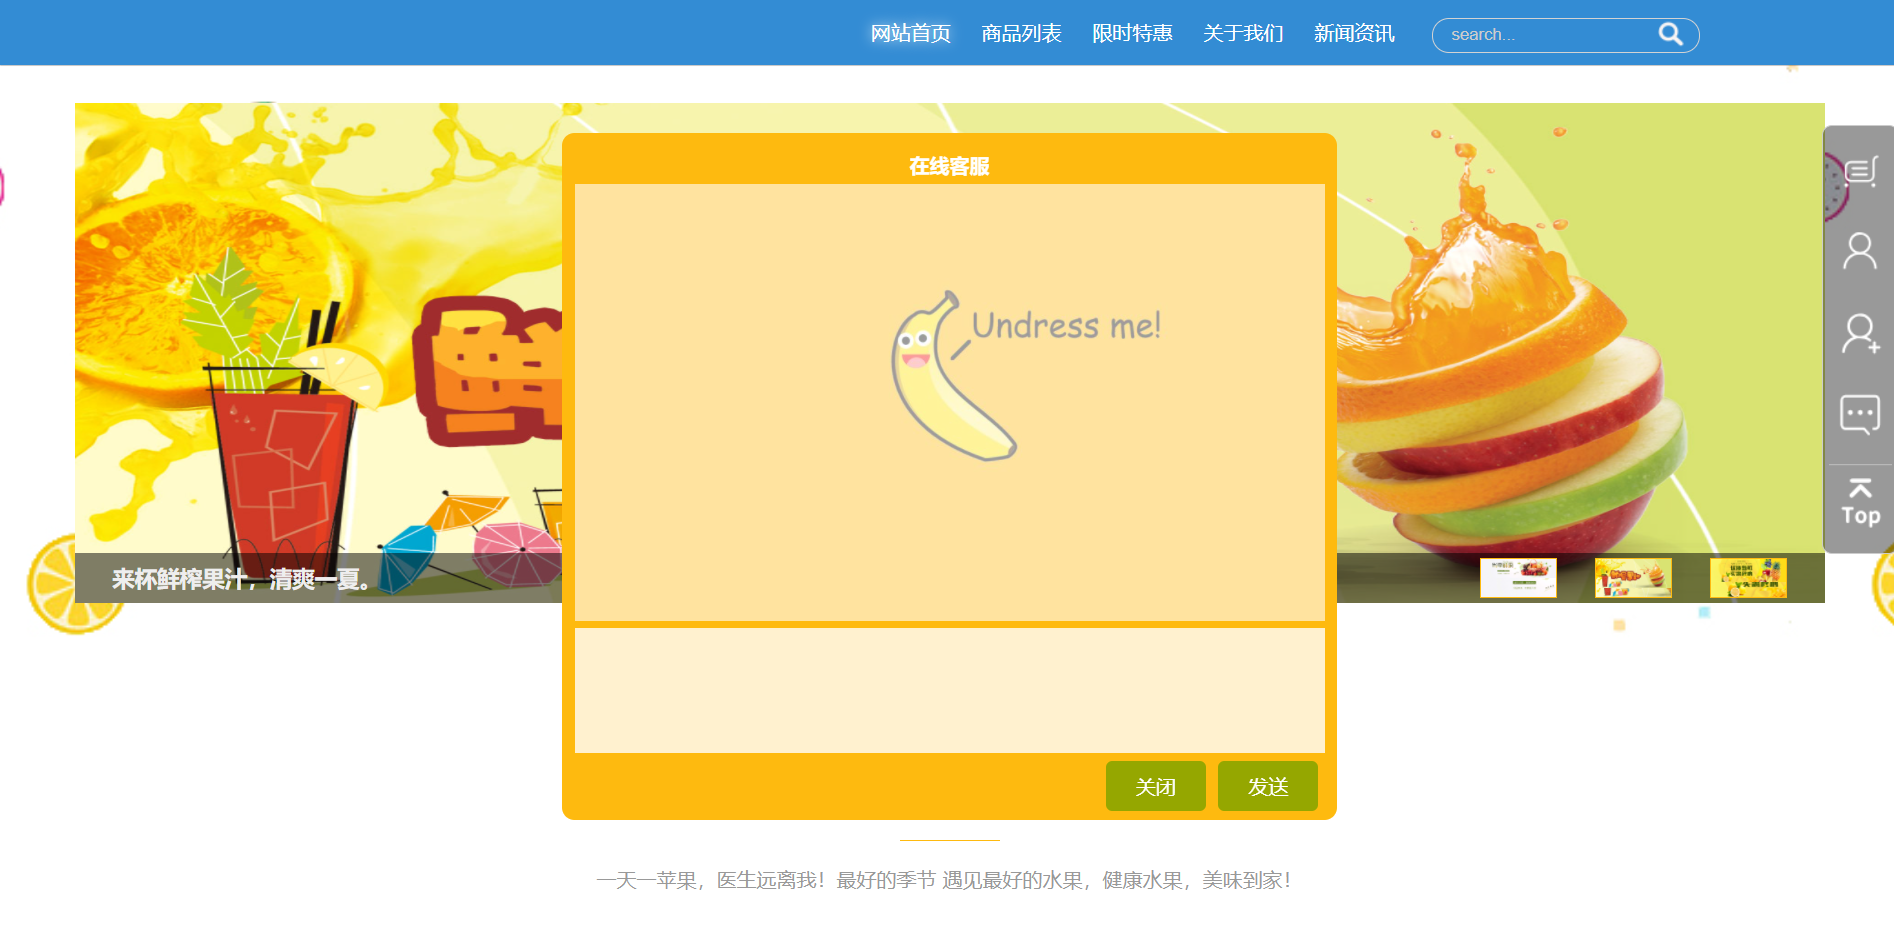 网站首页 商品列表 限时特惠 关于我们 新闻资讯 search...
在线客服
Undress me!
Top
来杯鲜榨果汁，清爽一夏。
关闭 发送
一天一苹果，医生远离我！最好的季节 遇见最好的水果，健康水果，美味到家！